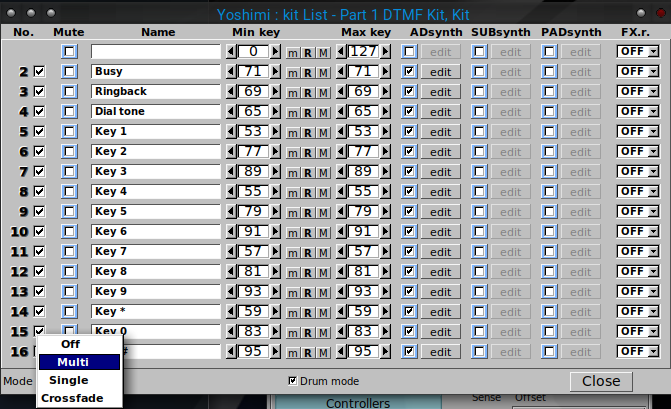 Yoshimi : kit List - Part 1 DTMF Kit, Kit
No. Mute Name Min key Max key ADsynth SUBsynth PADsynth FX.r.
0 m R M 127 edit edit edit OFF
2 Busy 71 m R M 71 edit edit edit OFF
3 Ringback 69 m R M 69 edit edit edit OFF
4 Dial tone 65 m R M 65 edit edit edit OFF
5 Key 1 53 m R M 53 edit edit edit OFF
6 Key 2 77 m R M 77 edit edit edit OFF
7 Key 3 89 m R M 89 edit edit edit OFF
8 Key 4 55 m R M 55 edit edit edit OFF
9 Key 5 79 m R M 79 edit edit edit OFF
10 Key 6 91 m R M 91 edit edit edit OFF
11 Key 7 57 m R M 57 edit edit edit OFF
12 Key 8 81 m R M 81 edit edit edit OFF
13 Key 9 93 m R M 93 edit edit edit OFF
14 Key * 59 m R M 59 edit edit edit OFF
15 Key 0 83 m R M 83 edit edit edit OFF
16 # 95 m R M 95 edit edit edit OFF
Off
Multi
Single
Crossfade
Mode Drum mode Close
Controllers Sense Offset